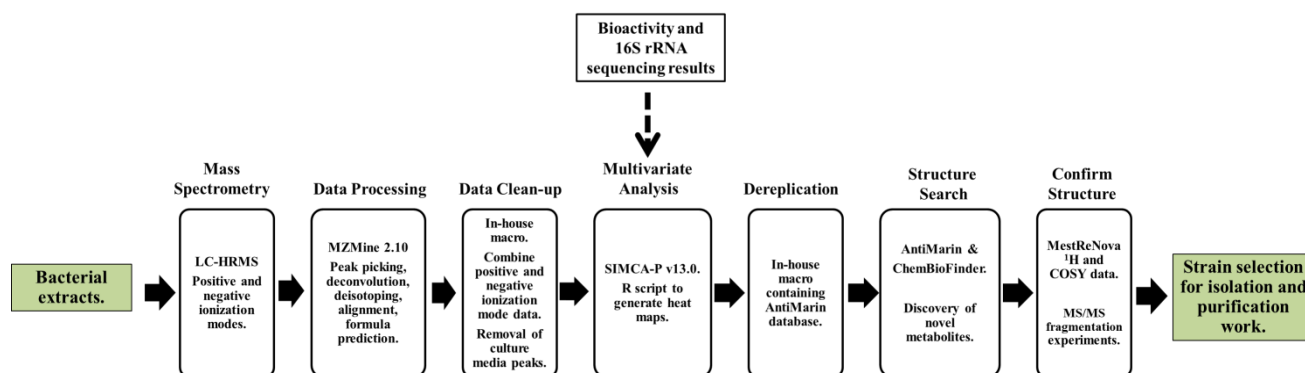 Bioactivity and
16S rRNA
sequencing results
Bacterial
extracts.
Mass
Spectrometry
LC-HRMS
Positive and
negative
ionization
modes.
Data Processing
MZMine 2.10
Peak picking,
deconvolution,
deisotoping,
alignment,
formula
prediction.
Data Clean-up
In-house
macro.
Combine
positive and
negative
ionization
mode data.
Removal of
culture
media peaks.
Multivariate
Analysis
SIMCA-P v13.0.
R script to
generate heat
maps.
Dereplication
In-house
macro
containing
AntiMarin
database.
Structure
Search
AntiMarin &
ChemBioFinder.
Discovery of
novel
metabolites.
Confirm
Structure
MestReNova
¹H and
COSY data.
MS/MS
fragmentation
experiments.
Strain selection
for isolation and
purification
work.